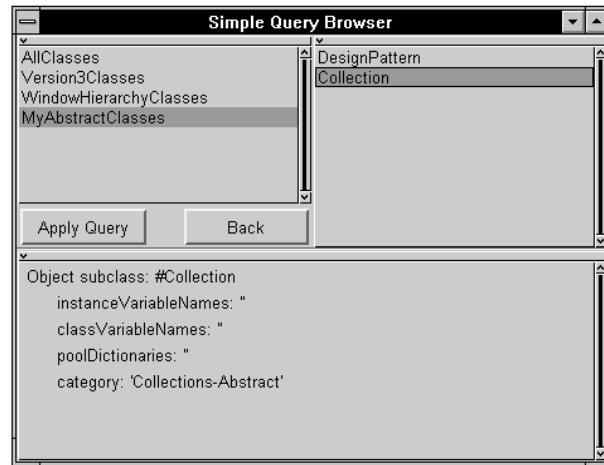 Simple Query Browser
AllClasses
Version3Classes
WindowHierarchyClasses
MyAbstractClasses
DesignPattern
Collection
Apply Query
Back
Object subclass: #Collection
instanceVariableNames: ''
classVariableNames: ''
poolDictionaries: ''
category: 'Collections-Abstract'